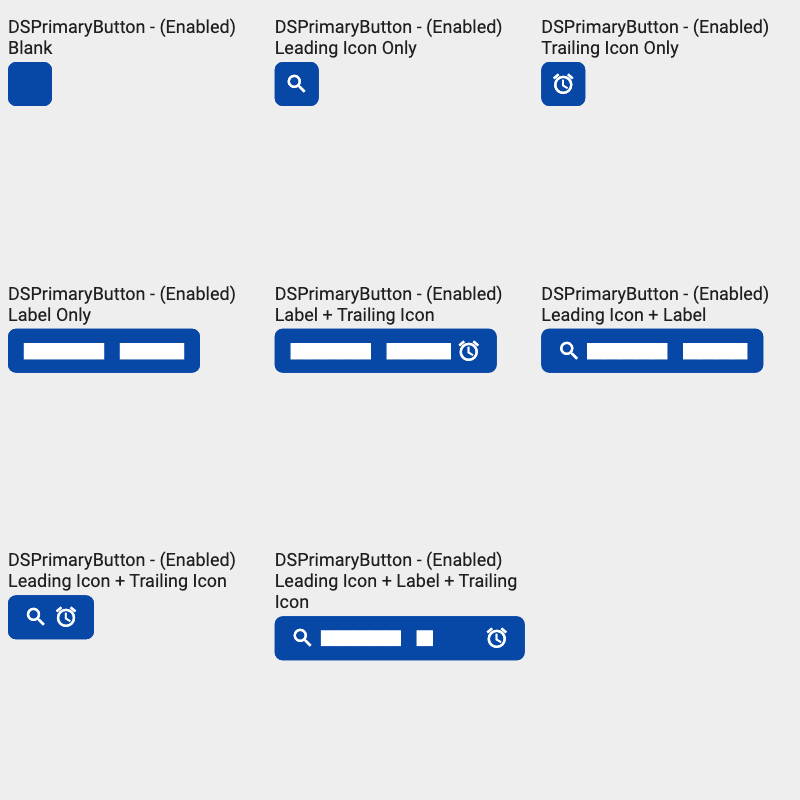 DSPrimaryButton - (Enabled)
Blank
DSPrimaryButton - (Enabled)
Leading Icon Only
DSPrimaryButton - (Enabled)
Trailing Icon Only
DSPrimaryButton - (Enabled)
Label Only
DSPrimaryButton - (Enabled)
Label + Trailing Icon
DSPrimaryButton - (Enabled)
Leading Icon + Label
DSPrimaryButton - (Enabled)
Leading Icon + Trailing Icon
DSPrimaryButton - (Enabled)
Leading Icon + Label + Trailing
Icon